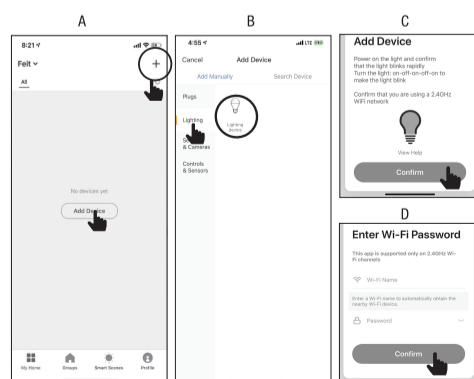 A
8:21
Feit
+
All
No devices yet
Add Device
My Home
Groups
Smart Scenes
Profile
B
4:55
LTE
Cancel
Add Device
Add Manually
Search Device
Plugs
Lighting
Lighting
device
& Cameras
Controls
& Sensors
C
Add Device
Power on the light and confirm
that the light blinks rapidly
Turn the light: on-off-on-off-on to
make the light blink
Confirm that you are using a 2.4GHz
WiFi network
View Help
Confirm
D
Enter Wi-Fi Password
This app is supported only on 2.4GHz Wi-
Fi channels
Wi-Fi Name
Enter a Wi-Fi name to automatically obtain the
nearby Wi-Fi device.
Password
Confirm